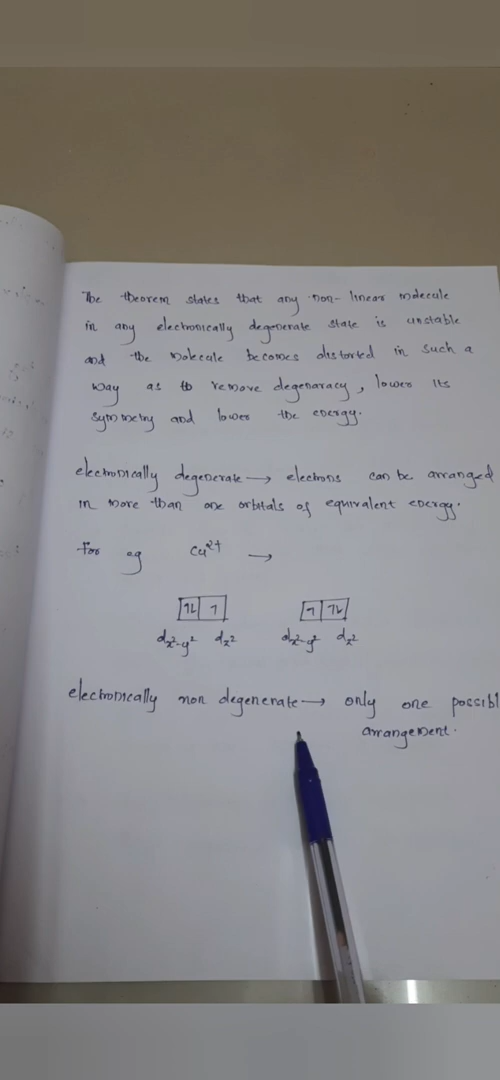 The theorem states that any non-linear molecule
in any electronically degenerate state is unstable
and the molecule becomes distorted in such a
way as to remove degenaracy, lower its
symmetry and lower the energy.
electronically degenerate → electrons can be arranged
in more than one orbitals of equivalent energy.
for eg Cu²⁺ →
↿⇂ ↿ ↿ ↿⇂
dx²-y² dz² dx²-y² dz²
electronically non degenerate → only one possibl
arrangement.